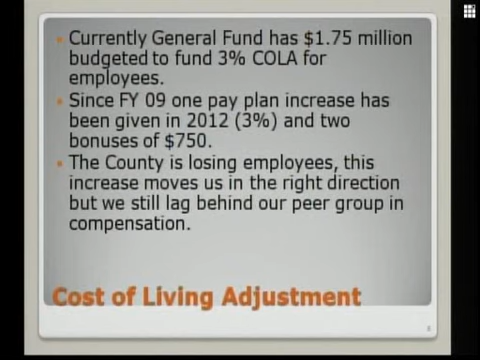 Currently General Fund has $1.75 million
budgeted to fund 3% COLA for
employees.
Since FY 09 one pay plan increase has
been given in 2012 (3%) and two
bonuses of $750.
The County is losing employees, this
increase moves us in the right direction
but we still lag behind our peer group in
compensation.
Cost of Living Adjustment